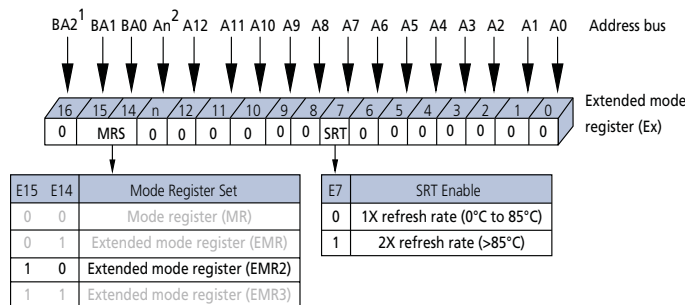 BA2¹ BA1 BA0 An² A12 A11 A10 A9 A8 A7 A6 A5 A4 A3 A2 A1 A0 Address bus
16 15 14 n 12 11 10 9 8 7 6 5 4 3 2 1 0 Extended mode
0 MRS 0 0 0 0 0 0 SRT 0 0 0 0 0 0 0 register (Ex)
E15 E14 Mode Register Set
0 0 Mode register (MR)
0 1 Extended mode register (EMR)
1 0 Extended mode register (EMR2)
1 1 Extended mode register (EMR3)
E7 SRT Enable
0 1X refresh rate (0°C to 85°C)
1 2X refresh rate (>85°C)